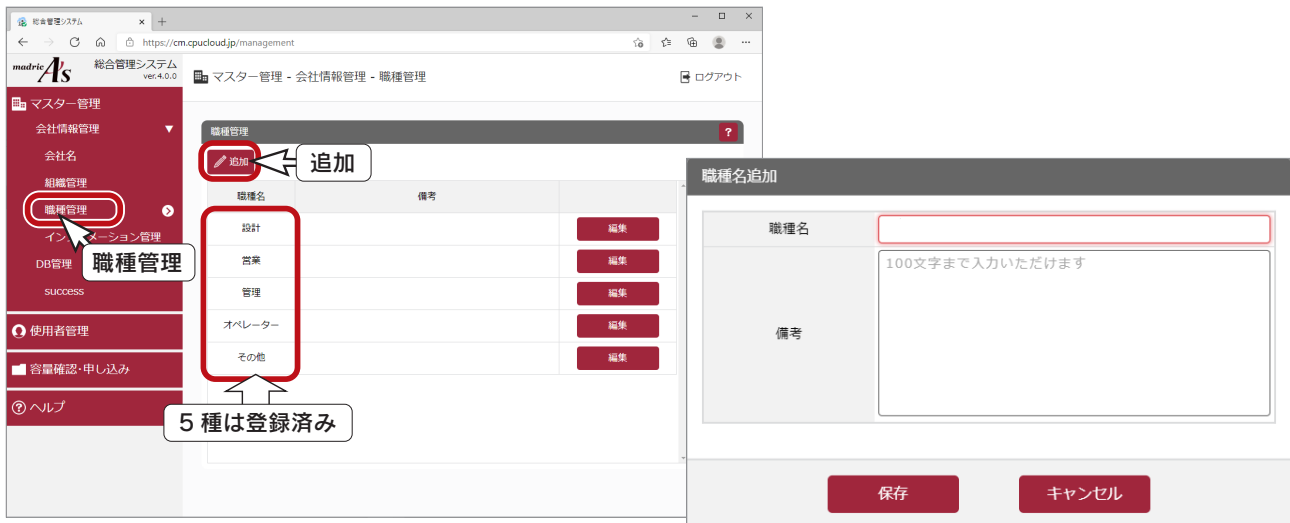 総合管理システム
https://cm.cpucloud.jp/management
madric A's
総合管理システム
ver.4.0.0
マスター管理 - 会社情報管理 - 職種管理
ログアウト
マスター管理
会社情報管理
会社名
組織管理
職種管理
メーション管理
DB管理
success
使用者管理
容量確認・申し込み
ヘルプ
職種管理
職種管理
?
追加
追加
職種名 備考
設計 編集
営業 編集
管理 編集
オペレーター 編集
その他 編集
5種は登録済み
職種名追加
職種名
備考
100文字まで入力いただけます
保存 キャンセル